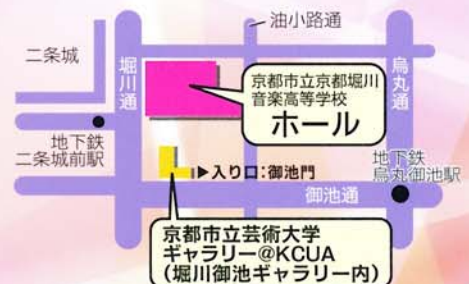 油小路通
二条城
堀川通
烏丸通
京都市立京都堀川
音楽高等学校
ホール
地下鉄
二条城前駅
▶入り口:御池門
地下鉄
烏丸御池駅
御池通
京都市立芸術大学
ギャラリー@KCUA
(堀川御池ギャラリー内)